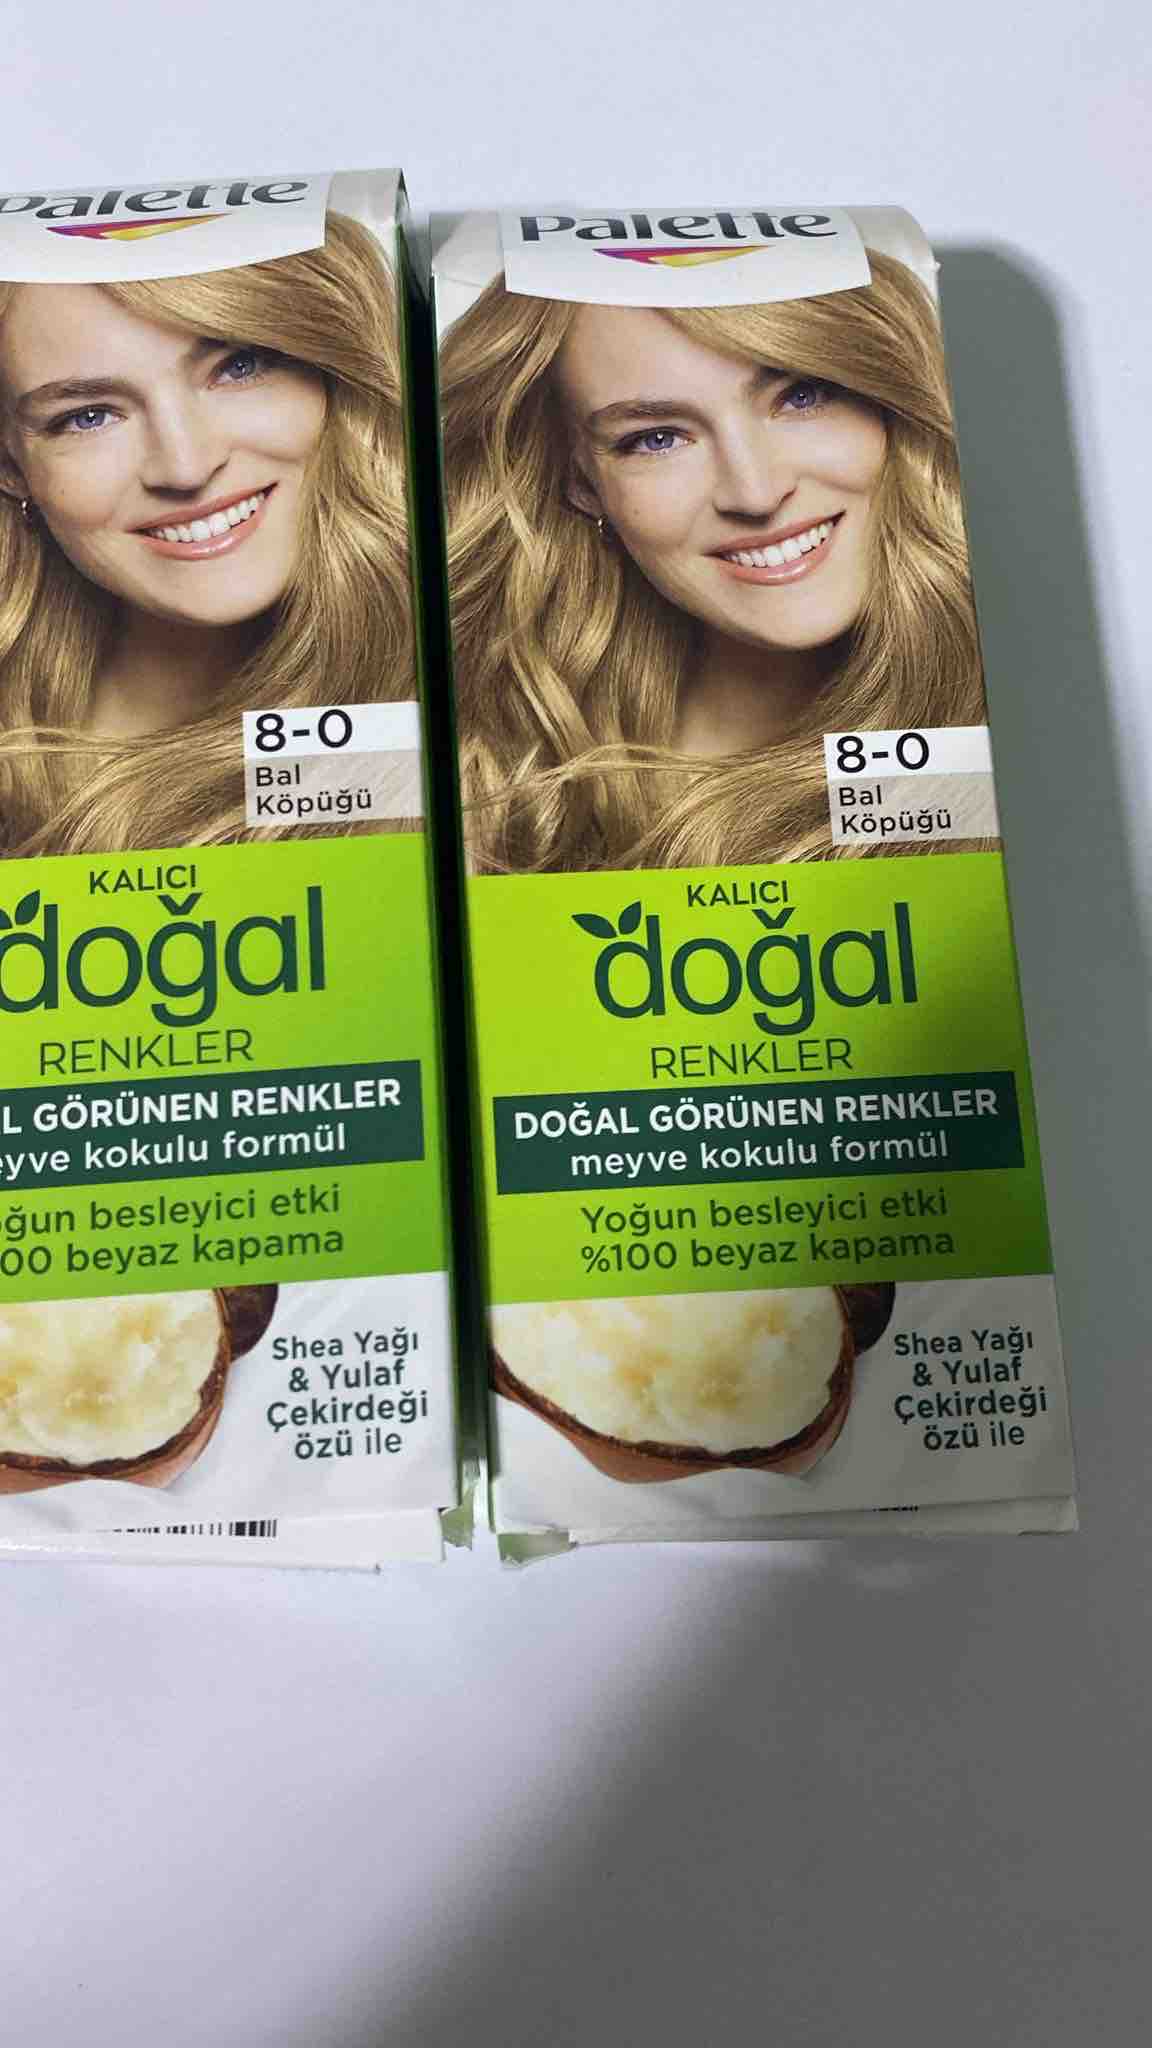 Palette
8-0
Bal
Köpüğü
KALICI
doğal
RENKLER
L GÖRÜNEN RENKLER
yve kokulu formül
ğun besleyici etki
00 beyaz kapama
Shea Yağı
& Yulaf
Çekirdeği
özü ile
Palette
8-0
Bal
Köpüğü
KALICI
doğal
RENKLER
DOĞAL GÖRÜNEN RENKLER
meyve kokulu formül
Yoğun besleyici etki
%100 beyaz kapama
Shea Yağı
& Yulaf
Çekirdeği
özü ile